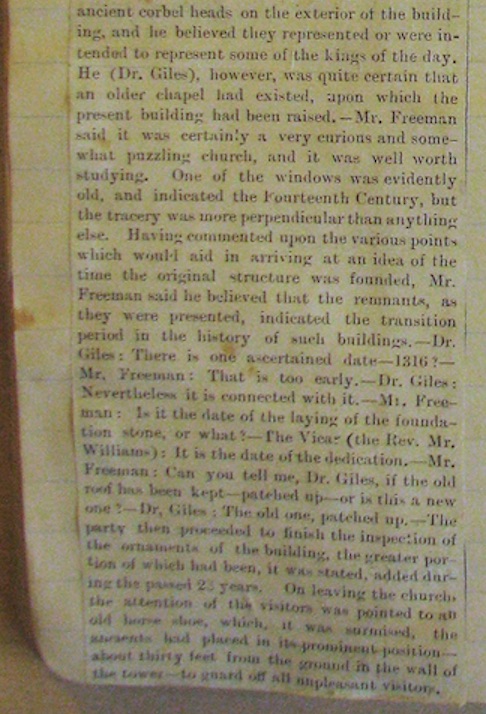 ancient corbel heads on the exterior of the build-
ing, and he believed they represented or were in-
tended to represent some of the kings of the day.
He (Dr. Giles), however, was quite certain that
an older chapel had existed, upon which the
present building had been raised.—Mr. Freeman
said it was certainly a very curious and some-
what puzzling church, and it was well worth
studying. One of the windows was evidently
old, and indicated the Fourteenth Century, but
the tracery was more perpendicular than anything
else. Having commented upon the various points
which would aid in arriving at an idea of the
time the original structure was founded, Mr.
Freeman said he believed that the remnants, as
they were presented, indicated the transition
period in the history of such buildings.—Dr.
Giles: There is one ascertained date—1316?—
Mr. Freeman: That is too early.—Dr. Giles:
Nevertheless it is connected with it.—Mr. Free-
man: Is it the date of the laying of the founda-
tion stone, or what?—The Vicar (the Rev. Mr.
Williams): It is the date of the dedication.—Mr.
Freeman: Can you tell me, Dr. Giles, if the old
roof has been kept—patched up—or is this a new
one?—Dr. Giles: The old one, patched up.—The
party then proceeded to finish the inspection of
the ornaments of the building, the greater por-
tion of which had been, it was stated, added dur-
ing the passed 23 years. On leaving the church,
the attention of the visitors was pointed to an
old horse shoe, which, it was surmised, the
ancients had placed in its prominent position—
about thirty feet from the ground in the wall of
the tower—to guard off all unpleasant visitors.